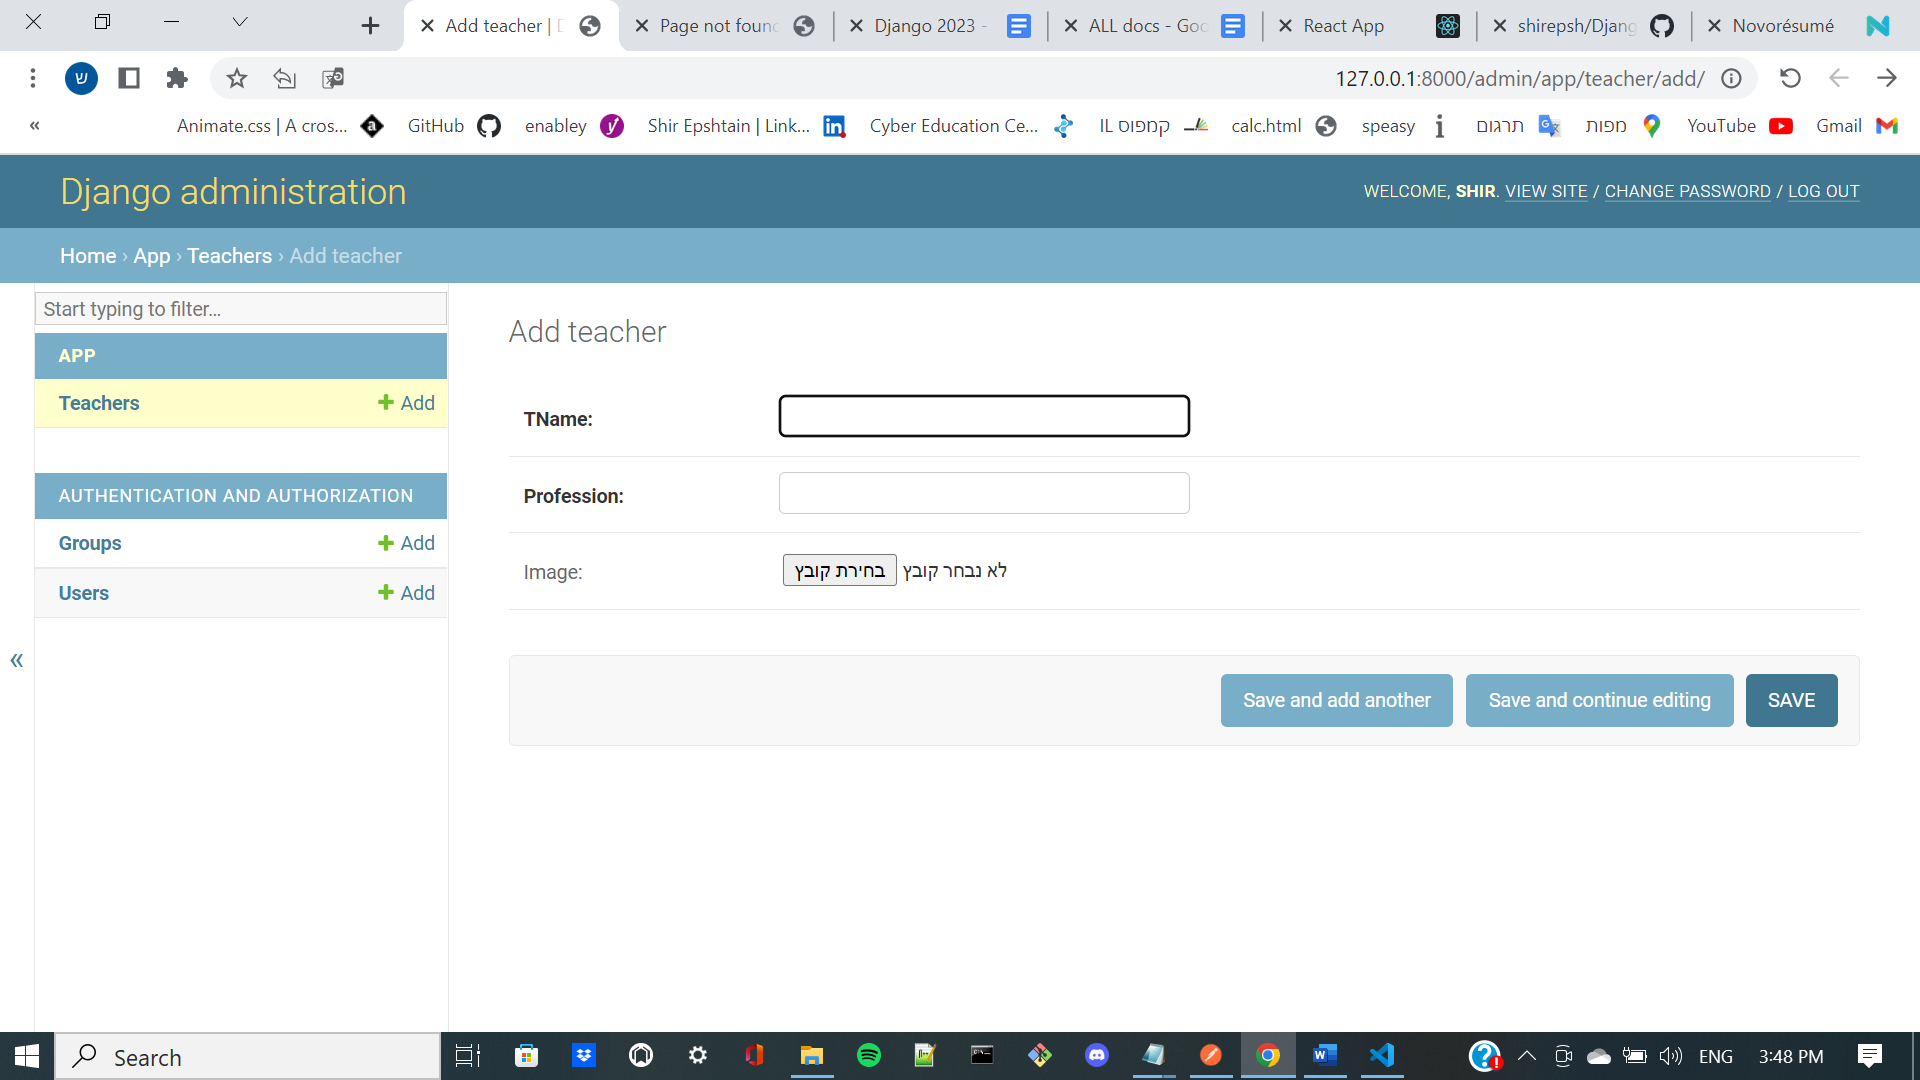 Add teacher | D
Page not foun
Django 2023 -
ALL docs - Goo
React App
shirepsh/Djang
Novorésumé
ש
127.0.0.1:8000/admin/app/teacher/add/
«
Animate.css | A cros...
GitHub
enabley
Shir Epshtain | Link...
Cyber Education Ce...
קמפוס IL
calc.html
speasy
תרגום
מפות
YouTube
Gmail
Django administration
WELCOME, SHIR. VIEW SITE / CHANGE PASSWORD / LOG OUT
Home › App › Teachers › Add teacher
Start typing to filter...
APP
Teachers
+ Add
AUTHENTICATION AND AUTHORIZATION
Groups
+ Add
Users
+ Add
«
Add teacher
TName:
Profession:
Image:
בחירת קובץ
לא נבחר קובץ
Save and add another
Save and continue editing
SAVE
Search
ENG
3:48 PM